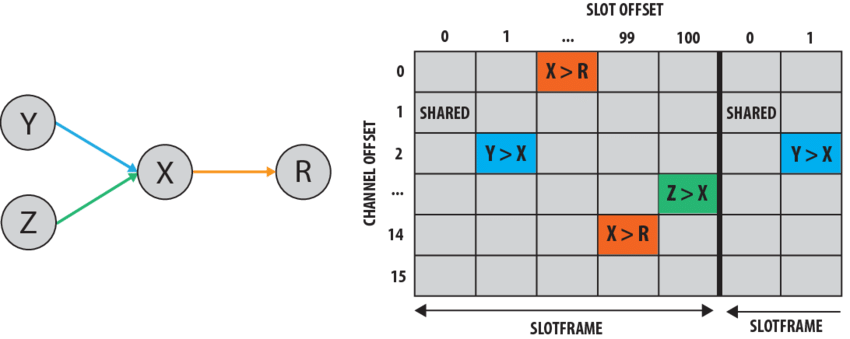 SLOT OFFSET
0 1 ... 99 100 0 1
CHANNEL OFFSET
0 X > R
1 SHARED SHARED
2 Y > X Y > X
... Z > X
14 X > R
15
SLOTFRAME SLOTFRAME
Y
Z
X
R